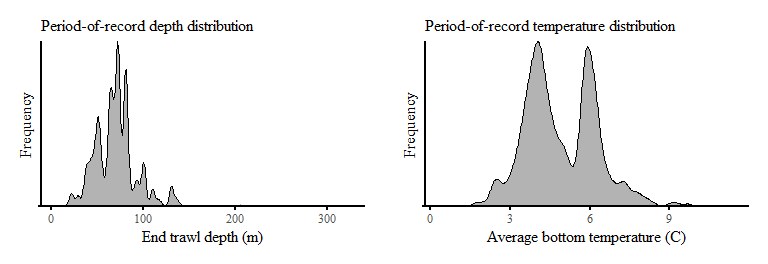 Period-of-record depth distribution
Frequency
0 100 200 300
End trawl depth (m)
Period-of-record temperature distribution
Frequency
0 3 6 9
Average bottom temperature (C)